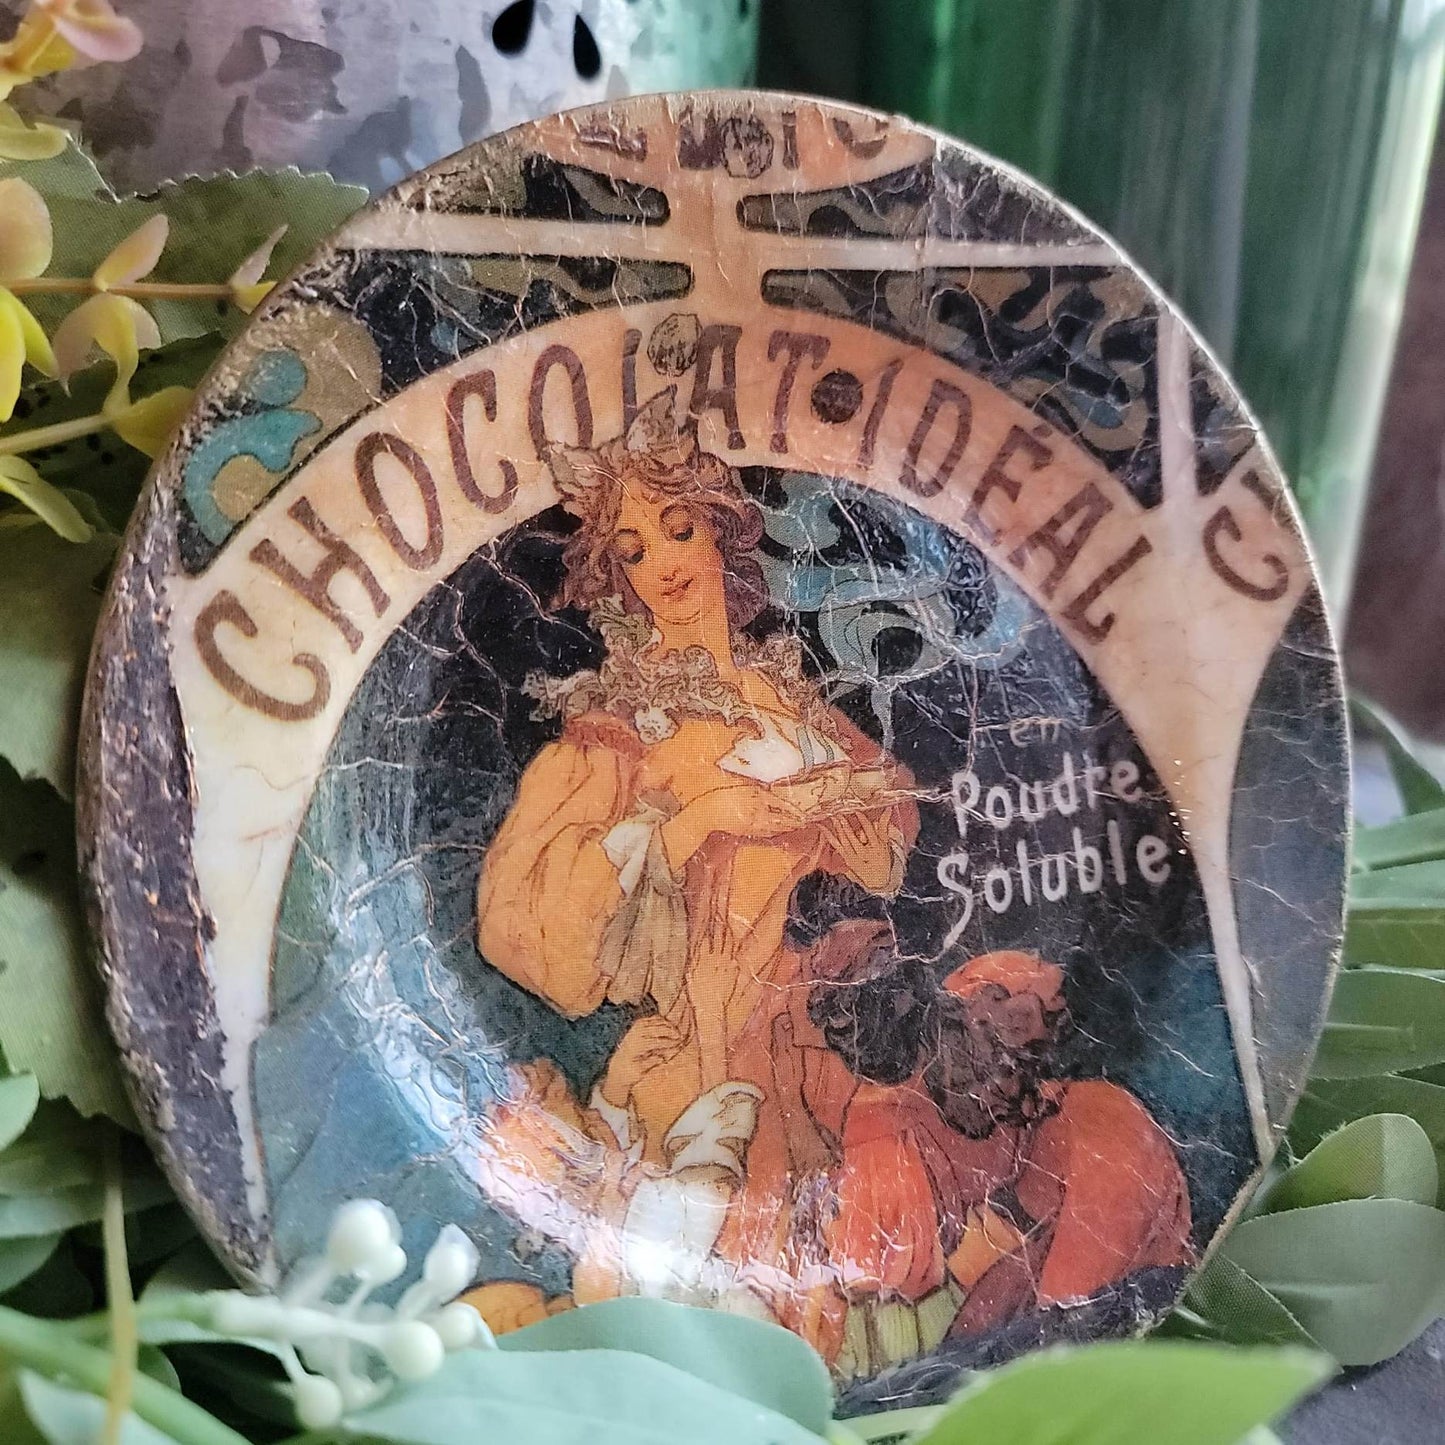 CHOCOLAT • IDÉAL
en
Poudre
Soluble